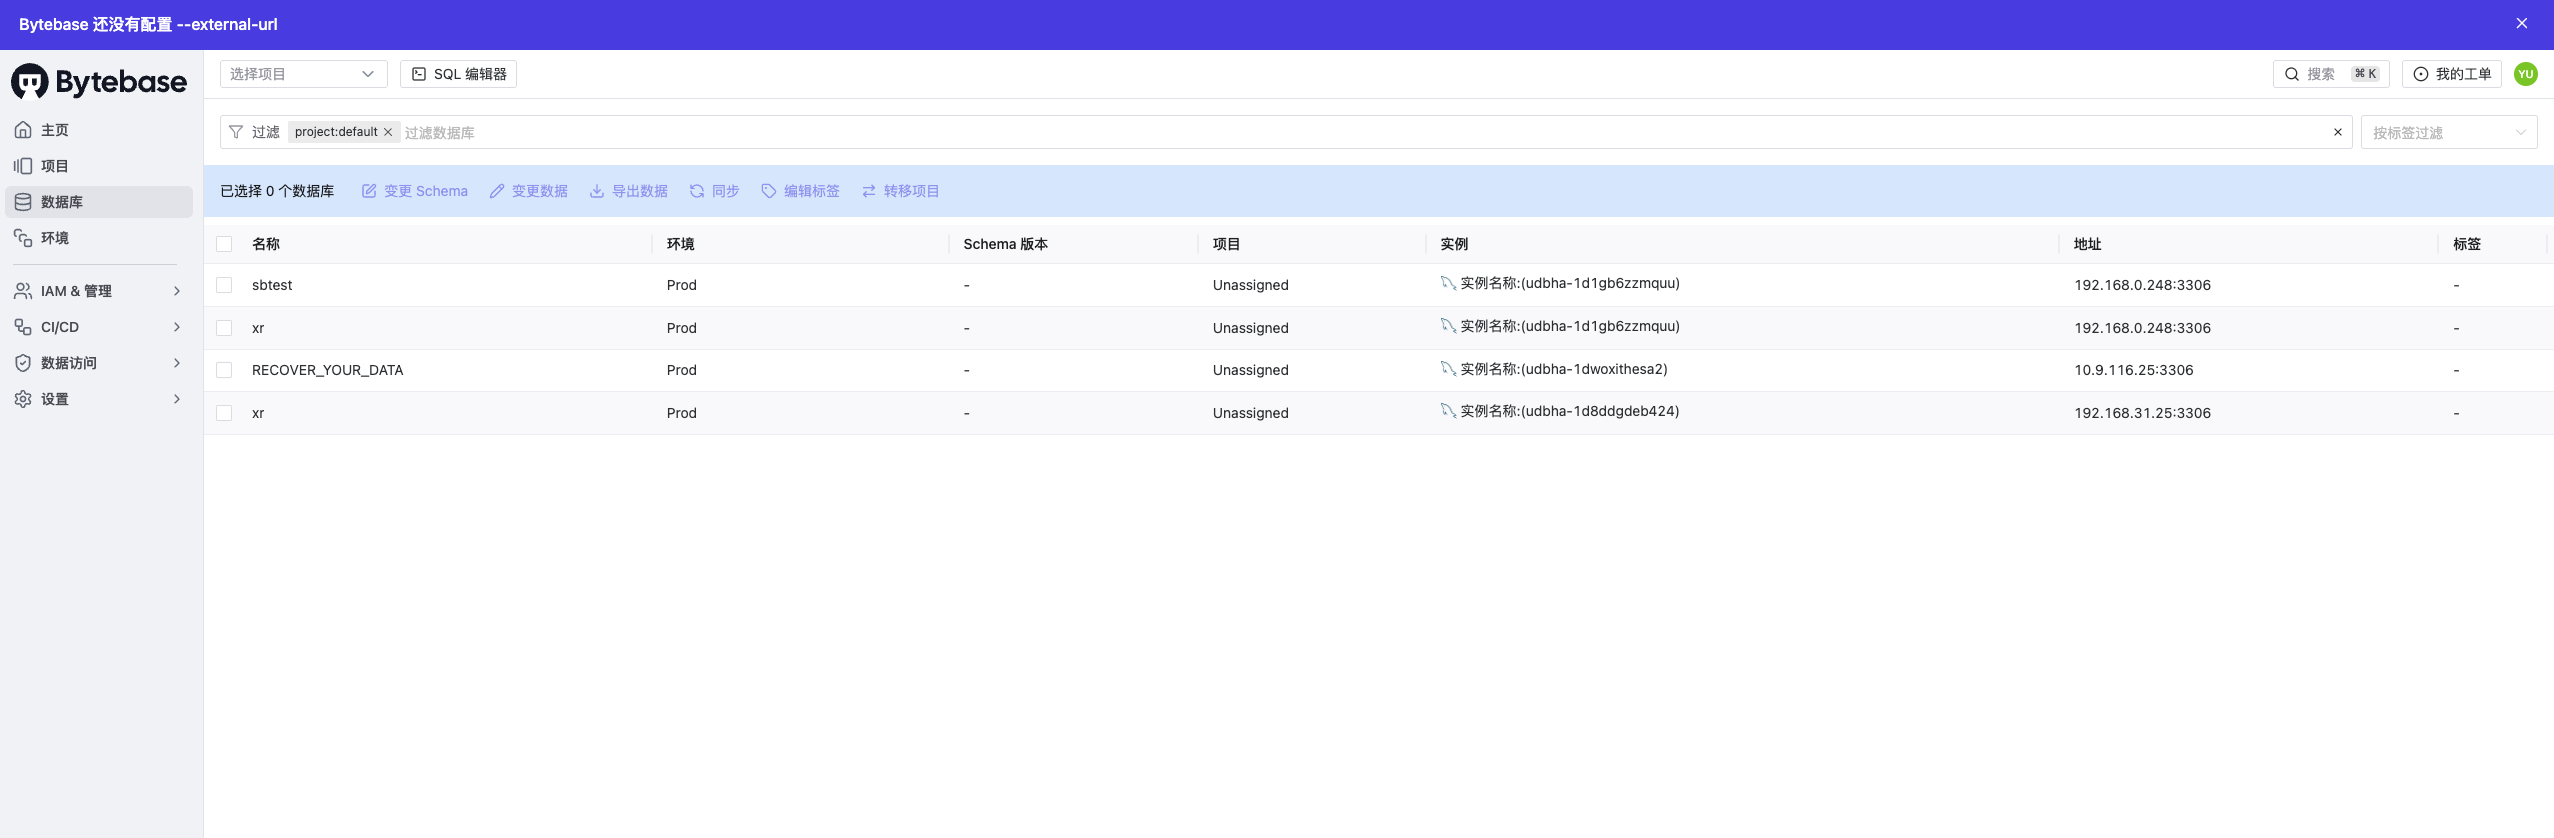 Bytebase 还没有配置 --external-url
Bytebase
选择项目
SQL 编辑器
搜索 ⌘ K
我的工单
YU
主页
项目
数据库
环境
IAM & 管理
CI/CD
数据访问
设置
过滤 project:default 过滤数据库
按标签过滤
已选择 0 个数据库 变更 Schema 变更数据 导出数据 同步 编辑标签 转移项目
名称 环境 Schema 版本 项目 实例 地址 标签
sbtest Prod - Unassigned 实例名称:(udbha-1d1gb6zzmquu) 192.168.0.248:3306 -
xr Prod - Unassigned 实例名称:(udbha-1d1gb6zzmquu) 192.168.0.248:3306 -
RECOVER_YOUR_DATA Prod - Unassigned 实例名称:(udbha-1dwoxithesa2) 10.9.116.25:3306 -
xr Prod - Unassigned 实例名称:(udbha-1d8ddgdeb424) 192.168.31.25:3306 -